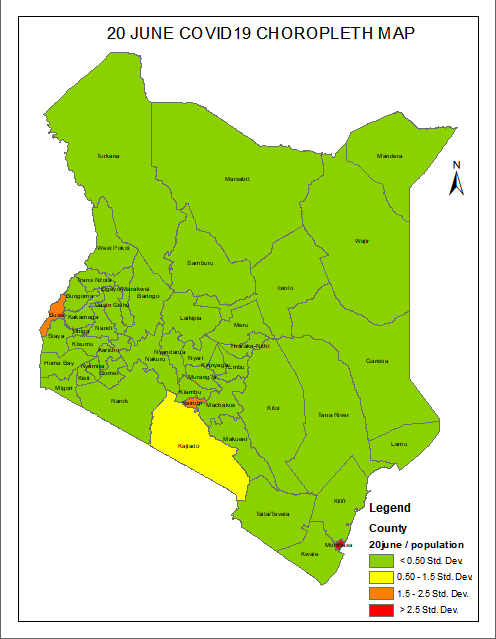 20 JUNE COVID19 CHOROPLETH MAP
N
Turkana
Marsabit
Mandera
Wajir
West Pokot
Samburu
Isiolo
Trans Nzoia
Elgeyo/Marakwet
Bungoma
Baringo
Uasin Gishu
Busia
Kakamega
Laikipia
Meru
Vihiga
Nandi
Siaya
Kisumu
Tharaka-Nithi
Kericho
Nyandarua
Nakuru
Nyeri
Garissa
Homa Bay
Nyamira
Kirinyaga
Embu
Bomet
Kisii
Murang'a
Migori
Kiambu
Narok
Nairobi
Machakos
Kitui
Tana River
Kajiado
Makueni
Lamu
Kilifi
Taita/Taveta
Mombasa
Kwale
Legend
County
20june / population
< 0.50 Std. Dev.
0.50 - 1.5 Std. Dev.
1.5 - 2.5 Std. Dev.
> 2.5 Std. Dev.